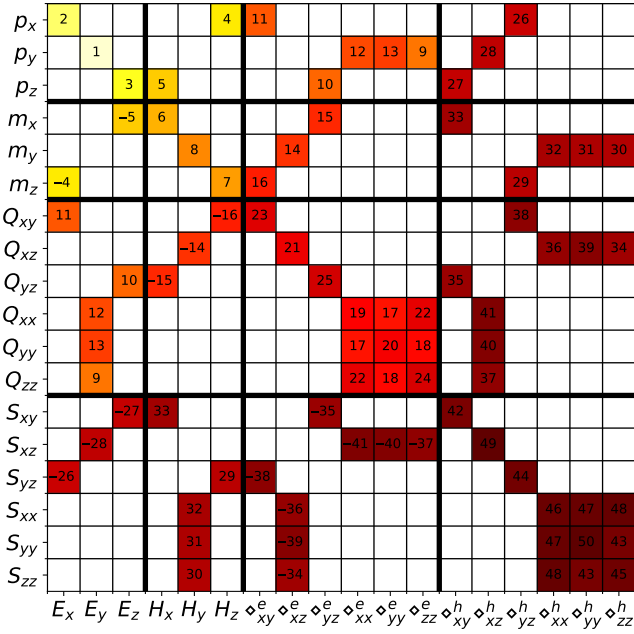 p_x 2 4 11 26
p_y 1 12 13 9 28
p_z 3 5 10 27
m_x −5 6 15 33
m_y 8 14 32 31 30
m_z −4 7 16 29
Q_xy 11 −16 23 38
Q_xz −14 21 36 39 34
Q_yz 10 −15 25 35
Q_xx 12 19 17 22 41
Q_yy 13 17 20 18 40
Q_zz 9 22 18 24 37
S_xy −27 33 −35 42
S_xz −28 −41 −40 −37 49
S_yz −26 29 −38 44
S_xx 32 −36 46 47 48
S_yy 31 −39 47 50 43
S_zz 30 −34 48 43 45
E_x E_y E_z H_x H_y H_z ⋄^e_xy ⋄^e_xz ⋄^e_yz ⋄^e_xx ⋄^e_yy ⋄^e_zz ⋄^h_xy ⋄^h_xz ⋄^h_yz ⋄^h_xx ⋄^h_yy ⋄^h_zz